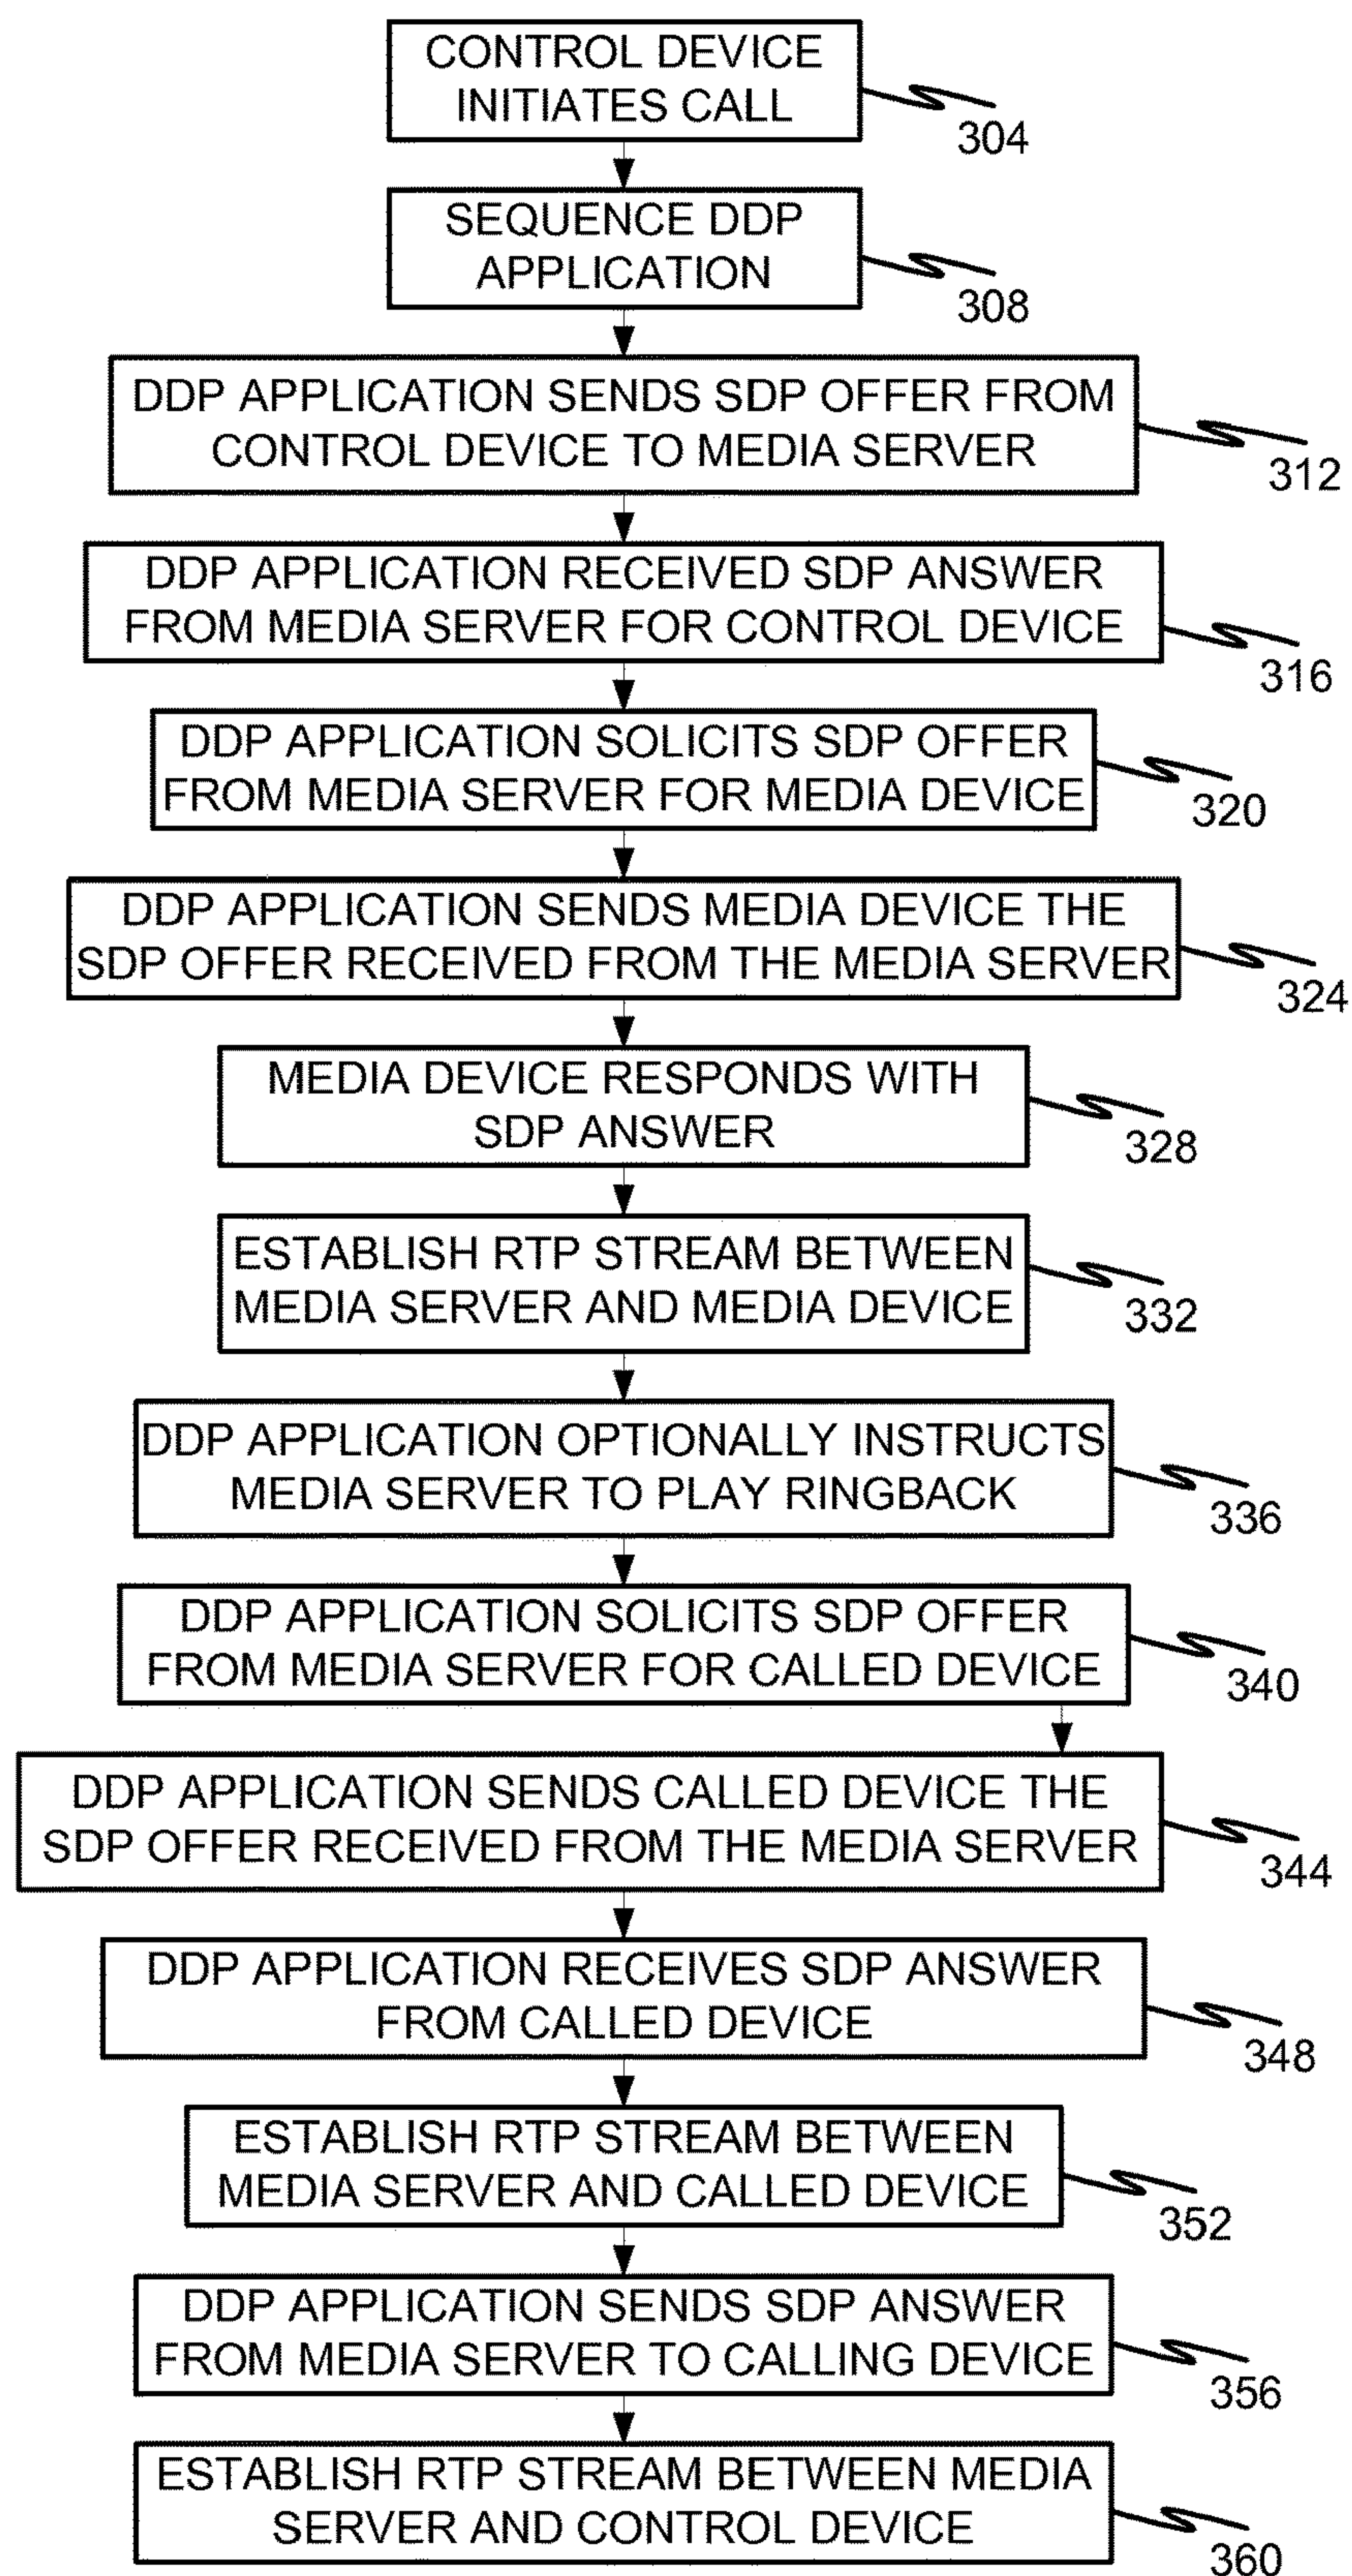 CONTROL DEVICE
INITIATES CALL
304
SEQUENCE DDP
APPLICATION
308
DDP APPLICATION SENDS SDP OFFER FROM
CONTROL DEVICE TO MEDIA SERVER
312
DDP APPLICATION RECEIVED SDP ANSWER
FROM MEDIA SERVER FOR CONTROL DEVICE
316
DDP APPLICATION SOLICITS SDP OFFER
FROM MEDIA SERVER FOR MEDIA DEVICE
320
DDP APPLICATION SENDS MEDIA DEVICE THE
SDP OFFER RECEIVED FROM THE MEDIA SERVER
324
MEDIA DEVICE RESPONDS WITH
SDP ANSWER
328
ESTABLISH RTP STREAM BETWEEN
MEDIA SERVER AND MEDIA DEVICE
332
DDP APPLICATION OPTIONALLY INSTRUCTS
MEDIA SERVER TO PLAY RINGBACK
336
DDP APPLICATION SOLICITS SDP OFFER
FROM MEDIA SERVER FOR CALLED DEVICE
340
DDP APPLICATION SENDS CALLED DEVICE THE
SDP OFFER RECEIVED FROM THE MEDIA SERVER
344
DDP APPLICATION RECEIVES SDP ANSWER
FROM CALLED DEVICE
348
ESTABLISH RTP STREAM BETWEEN
MEDIA SERVER AND CALLED DEVICE
352
DDP APPLICATION SENDS SDP ANSWER
FROM MEDIA SERVER TO CALLING DEVICE
356
ESTABLISH RTP STREAM BETWEEN MEDIA
SERVER AND CONTROL DEVICE
360